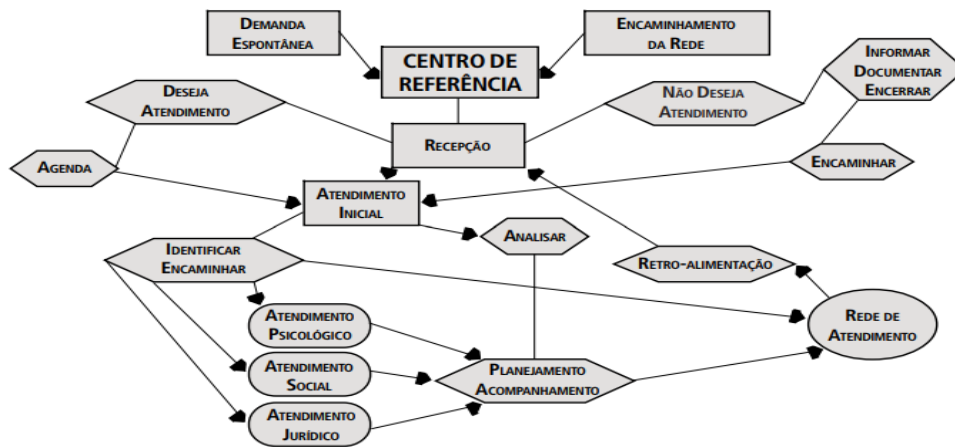 DEMANDA
ESPONTÂNEA
ENCAMINHAMENTO
DA REDE
CENTRO DE
REFERÊNCIA
INFORMAR
DOCUMENTAR
ENCERRAR
DESEJA
ATENDIMENTO
NÃO DESEJA
ATENDIMENTO
RECEPÇÃO
AGENDA
ENCAMINHAR
ATENDIMENTO
INICIAL
ANALISAR
IDENTIFICAR
ENCAMINHAR
RETRO-ALIMENTAÇÃO
ATENDIMENTO
PSICOLÓGICO
REDE DE
ATENDIMENTO
ATENDIMENTO
SOCIAL
PLANEJAMENTO
ACOMPANHAMENTO
ATENDIMENTO
JURÍDICO